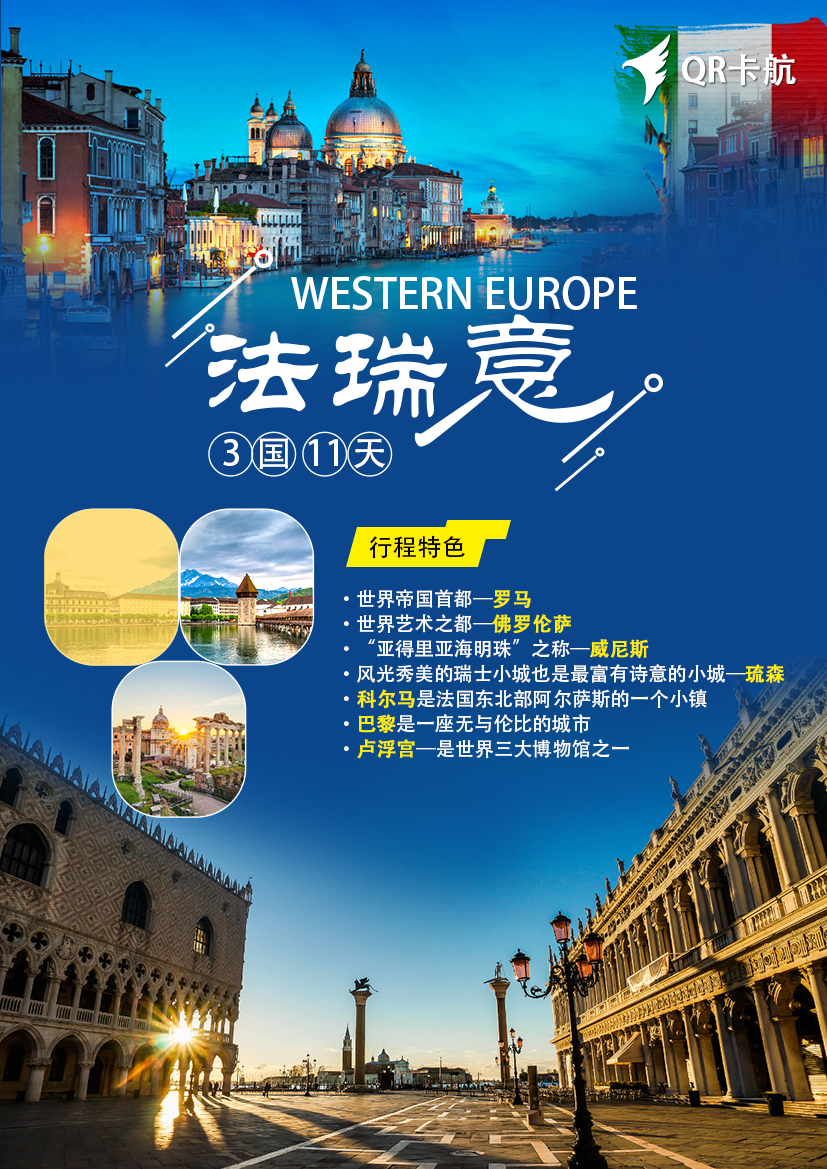 QR卡航
WESTERN EUROPE
法瑞意
3国11天
行程特色
• 世界帝国首都—罗马
• 世界艺术之都—佛罗伦萨
• “亚得里亚海明珠”之称—威尼斯
• 风光秀美的瑞士小城也是最富有诗意的小城—琉森
• 科尔马是法国东北部阿尔萨斯的一个小镇
• 巴黎是一座无与伦比的城市
• 卢浮宫—是世界三大博物馆之一